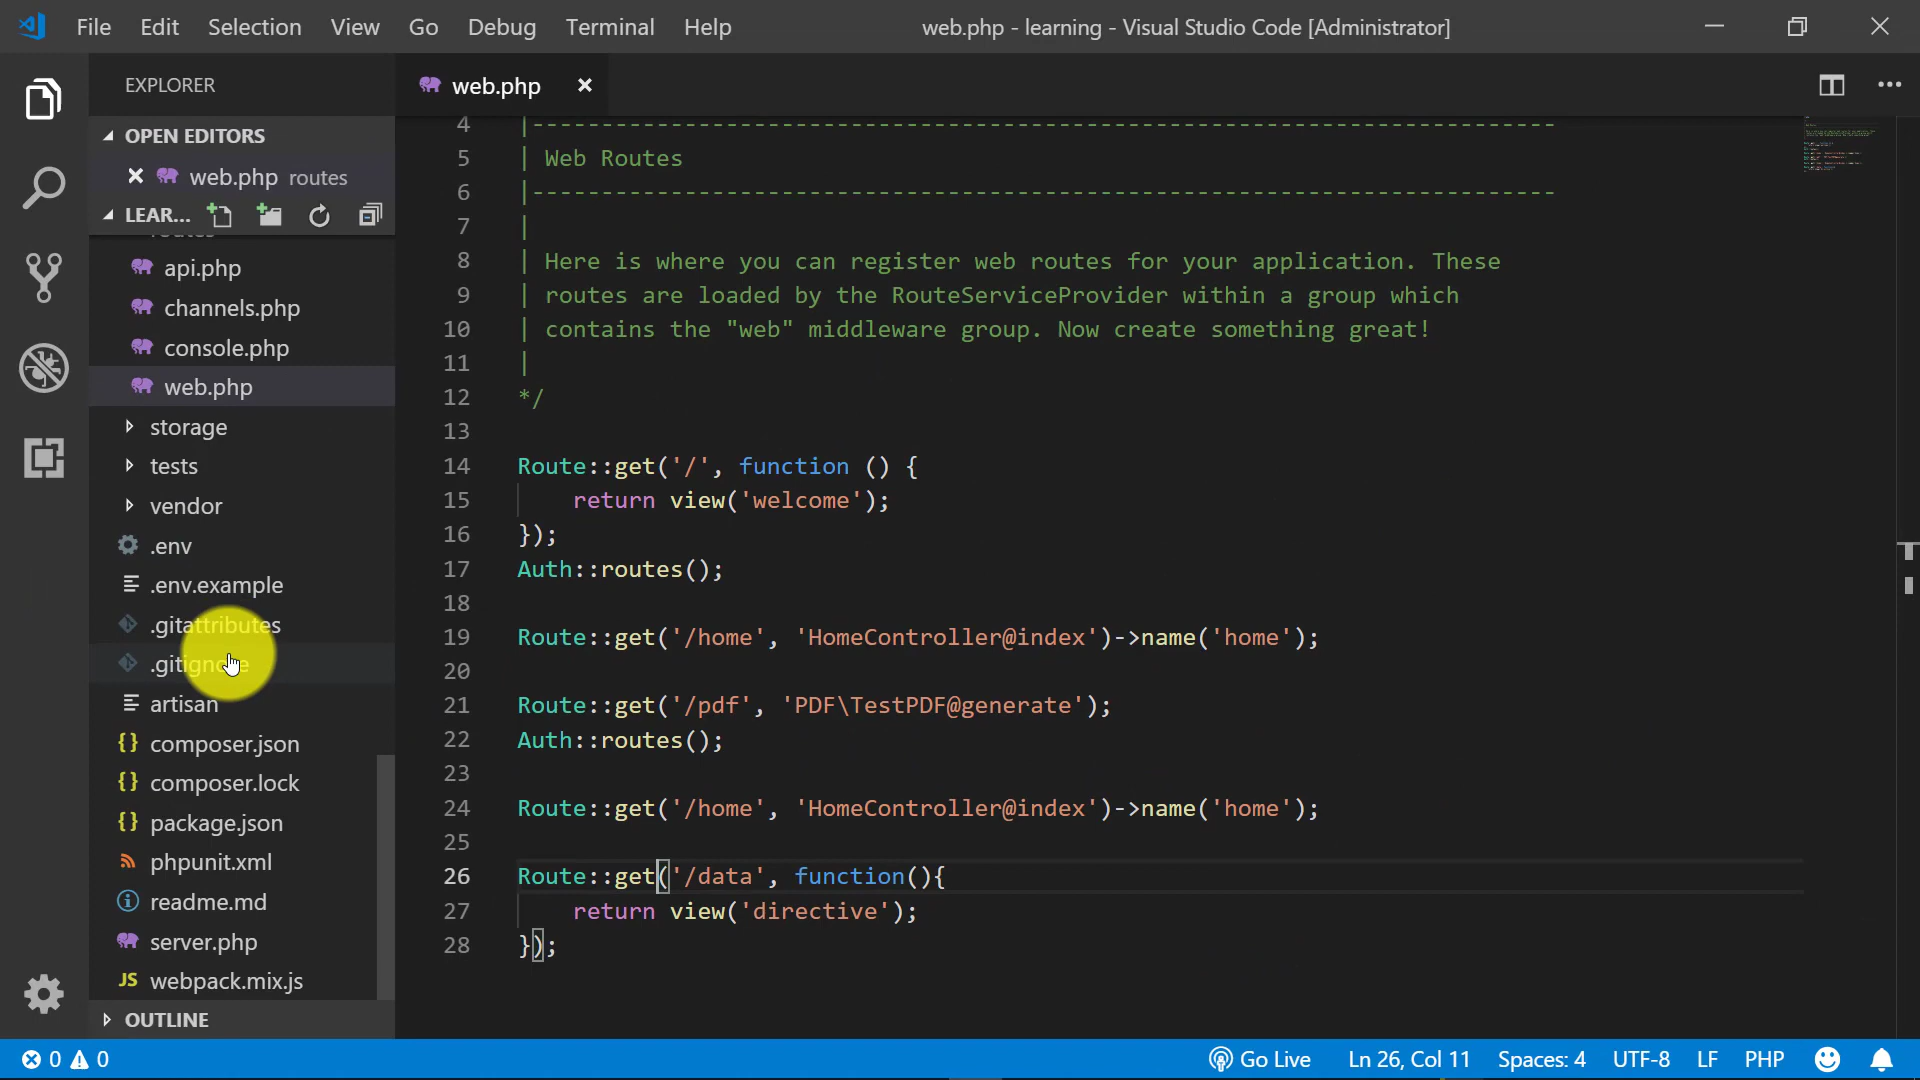 File Edit Selection View Go Debug Terminal Help
web.php - learning - Visual Studio Code [Administrator]
EXPLORER
OPEN EDITORS
web.php routes
LEAR...
routes
api.php
channels.php
console.php
web.php
storage
tests
vendor
.env
.env.example
.gitattributes
.gitignore
artisan
composer.json
composer.lock
package.json
phpunit.xml
readme.md
JS
server.php
webpack.mix.js
OUTLINE
web.php
4 |--------------------------------------------------------------------------
5 | Web Routes
6 |--------------------------------------------------------------------------
7 |
8 | Here is where you can register web routes for your application. These
9 | routes are loaded by the RouteServiceProvider within a group which
10 | contains the "web" middleware group. Now create something great!
11 |
12 */
13
14 Route::get('/', function () {
15     return view('welcome');
16 });
17 Auth::routes();
18
19 Route::get('/home', 'HomeController@index')->name('home');
20
21 Route::get('/pdf', 'PDF\TestPDF@generate');
22 Auth::routes();
23
24 Route::get('/home', 'HomeController@index')->name('home');
25
26 Route::get('/data', function(){
27     return view('directive');
28 });
0 0
Go Live Ln 26, Col 11 Spaces: 4 UTF-8 LF PHP